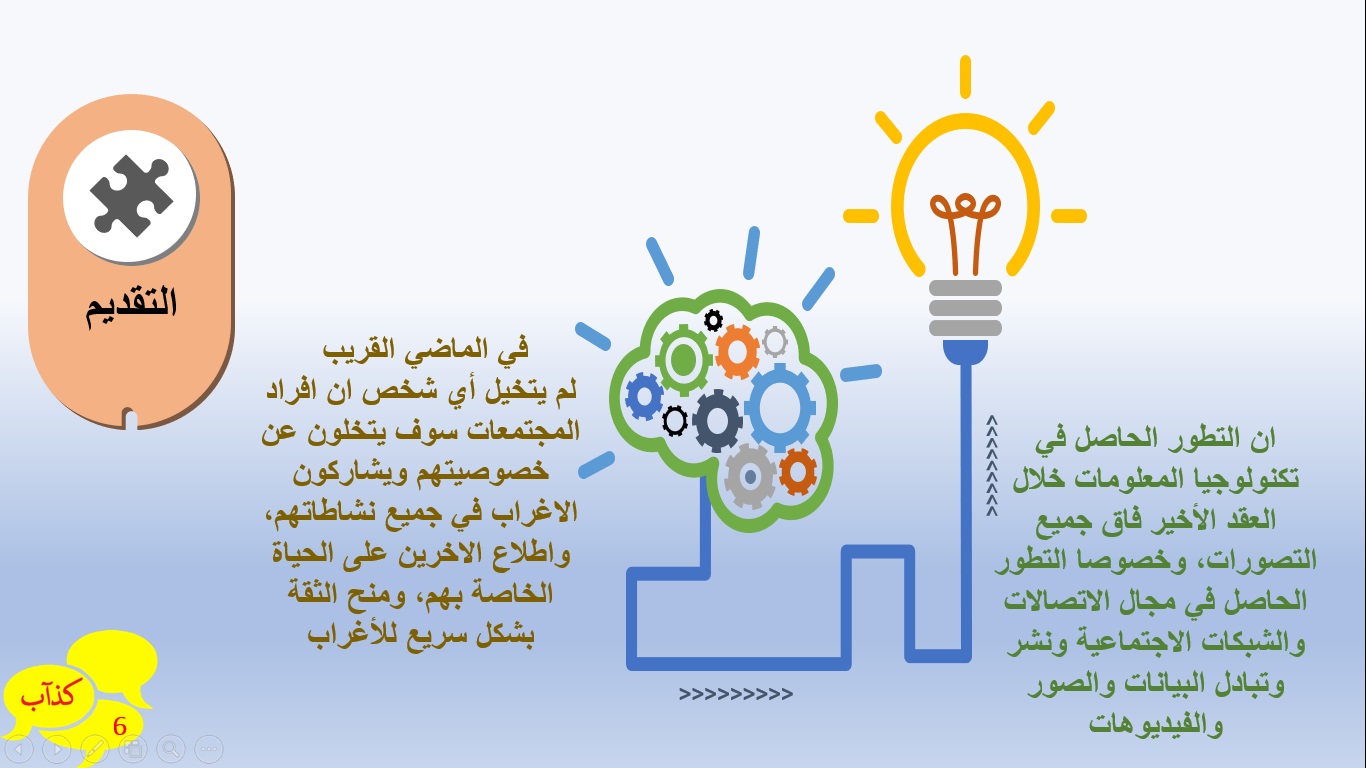 التقديم
ان التطور الحاصل في
تكنولوجيا المعلومات خلال
العقد الأخير فاق جميع
التصورات، وخصوصا التطور
الحاصل في مجال الاتصالات
والشبكات الاجتماعية ونشر
وتبادل البيانات والصور
والفيديوهات
في الماضي القريب
لم يتخيل أي شخص ان افراد
المجتمعات سوف يتخلون عن
خصوصيتهم ويشاركون
الاغراب في جميع نشاطاتهم،
واطلاع الاخرين على الحياة
الخاصة بهم، ومنح الثقة
بشكل سريع للأغراب
>>>>>>>>>
>>>>>>>>>
كذآب
6